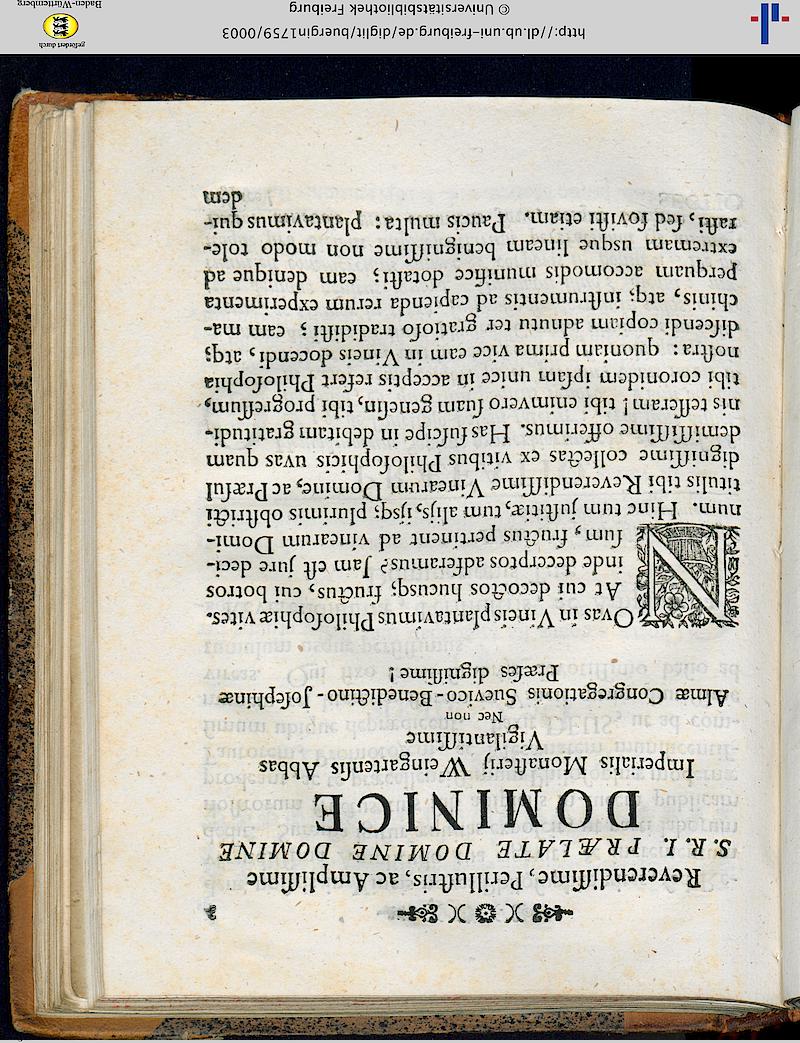 Reverendiſſime, Perilluſtris, ac Ampliſſime
S.R.I. PRÆLATE DOMINE DOMINE
DOMINICE
Imperialis Monaſterij Weingartenſis Abbas
Vigilantiſſime
Nec non
Almæ Congregationis Suevico-Benedictino-Joſephinæ
Præſes digniſſime!
NOvas in Vineis plantavimus Philoſophiæ vites.
At cui decoctos hucusq; fructus, cui botros
inde decerptos adferamus? Jam eſt jure deci-
ſum, fructus pertinent ad vinearum Domi-
num. Hinc tum juſtitiæ, tum alijs, ijsq; plurimis obſtricti
titulis tibi Reverendiſſime Vinearum Domine, ac Præſul
digniſſime collectas ex vitibus Philoſophicis uvas quam
demiſſiſſime offerimus. Has ſuſcipe in debitam gratitudi-
nis teſſeram! tibi enimvero ſuam geneſin, tibi progreſſum,
tibi coronidem ipſam unice in acceptis refert Philoſophia
noſtra: quoniam prima vice eam in Vineis docendi, atq;
diſcendi copiam adnutu ter gratioſo tradidiſti; eam ma-
chinis, atq; inſtrumentis ad capienda rerum experimenta
perquam accomodis munifice dotaſti; eam denique ad
extremam usque lineam benigniſſime non modo tole-
raſti, ſed foviſti etiam. Paucis multa: plantavimus qui-
dem
http://dl.ub.uni-freiburg.de/diglit/buergin1759/0003
© Universitätsbibliothek Freiburg
gefördert durch
Baden-Württemberg